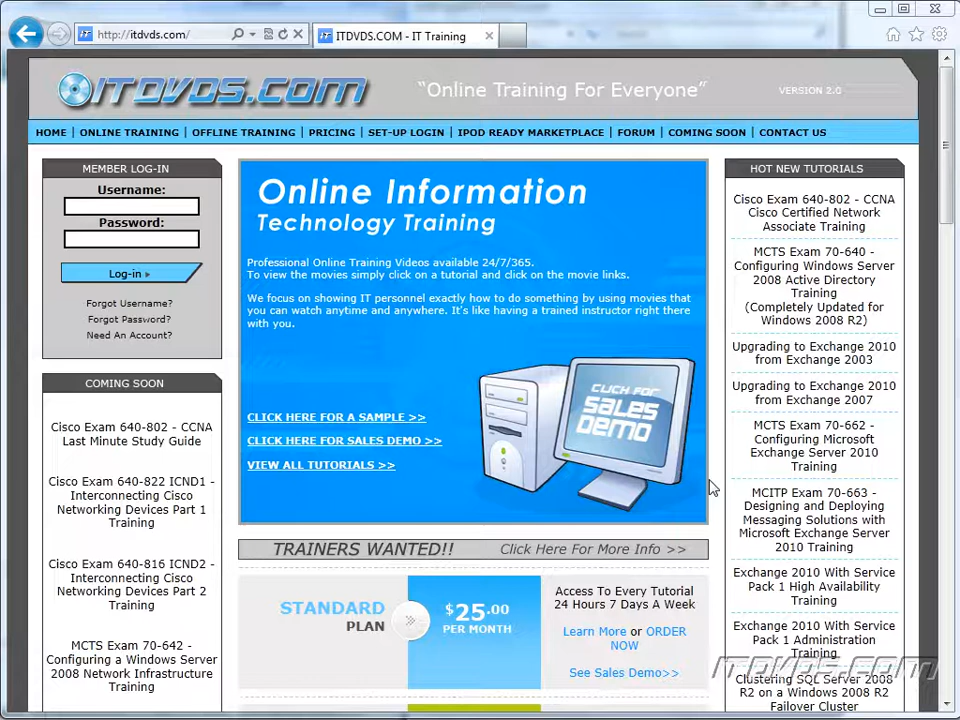 http://itdvds.com/
ITDVDS.COM - IT Training
ITDVDS.COM
“Online Training For Everyone”
VERSION 2.0
HOME | ONLINE TRAINING | OFFLINE TRAINING | PRICING | SET-UP LOGIN | IPOD READY MARKETPLACE | FORUM | COMING SOON | CONTACT US
MEMBER LOG-IN
Username:
Password:
Log-in »
Forgot Username?
Forgot Password?
Need An Account?
COMING SOON
Cisco Exam 640-802 - CCNA
Last Minute Study Guide
Cisco Exam 640-822 ICND1 -
Interconnecting Cisco
Networking Devices Part 1
Training
Cisco Exam 640-816 ICND2 -
Interconnecting Cisco
Networking Devices Part 2
Training
MCTS Exam 70-642 -
Configuring a Windows Server
2008 Network Infrastructure
Training
Online Information
Technology Training
Professional Online Training Videos available 24/7/365.
To view the movies simply click on a tutorial and click on the movie links.
We focus on showing IT personnel exactly how to do something by using movies that
you can watch anytime and anywhere. It's like having a trained instructor right there
with you.
CLICK HERE FOR A SAMPLE >>
CLICK HERE FOR SALES DEMO >>
VIEW ALL TUTORIALS >>
CLICK FOR
SALES
DEMO
TRAINERS WANTED!! Click Here For More Info >>
STANDARD
PLAN
$25.00
PER MONTH
Access To Every Tutorial
24 Hours 7 Days A Week
Learn More or ORDER
NOW
See Sales Demo>>
HOT NEW TUTORIALS
Cisco Exam 640-802 - CCNA
Cisco Certified Network
Associate Training
MCTS Exam 70-640 -
Configuring Windows Server
2008 Active Directory
Training
(Completely Updated for
Windows 2008 R2)
Upgrading to Exchange 2010
from Exchange 2003
Upgrading to Exchange 2010
from Exchange 2007
MCTS Exam 70-662 -
Configuring Microsoft
Exchange Server 2010
Training
MCITP Exam 70-663 -
Designing and Deploying
Messaging Solutions with
Microsoft Exchange Server
2010 Training
Exchange 2010 With Service
Pack 1 High Availability
Training
Exchange 2010 With Service
Pack 1 Administration
Training
Clustering SQL Server 2008
R2 on a Windows 2008 R2
Failover Cluster
ITDVDS.COM